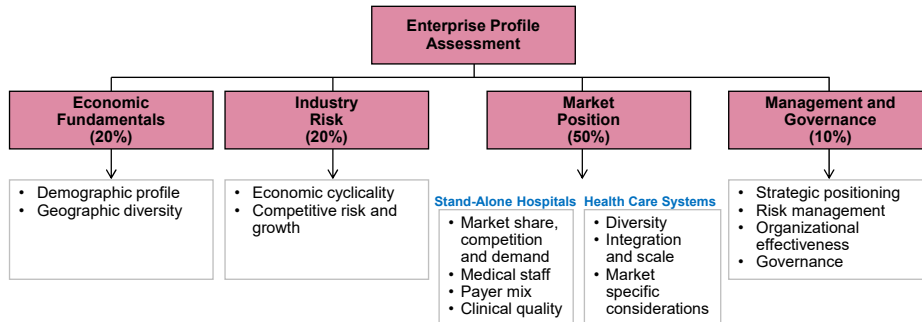 Enterprise Profile
Assessment
Economic
Fundamentals
(20%)
Industry
Risk
(20%)
Market
Position
(50%)
Management and
Governance
(10%)
• Demographic profile
• Geographic diversity
• Economic cyclicality
• Competitive risk and
growth
Stand-Alone Hospitals
• Market share,
competition
and demand
• Medical staff
• Payer mix
• Clinical quality
Health Care Systems
• Diversity
• Integration
and scale
• Market
specific
considerations
• Strategic positioning
• Risk management
• Organizational
effectiveness
• Governance